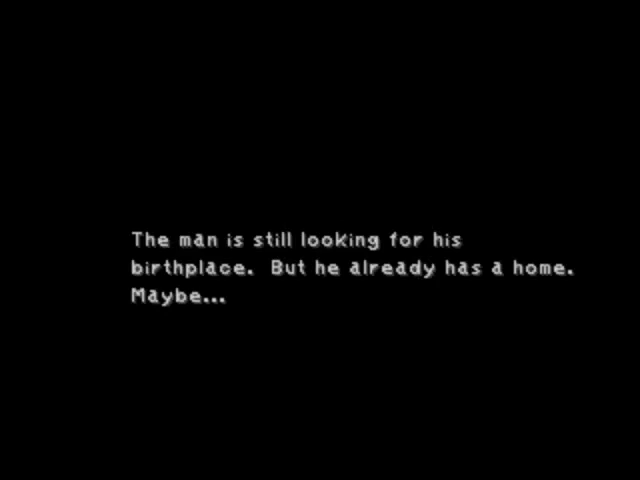 The man is still looking for his
birthplace.  But he already has a home.
Maybe...